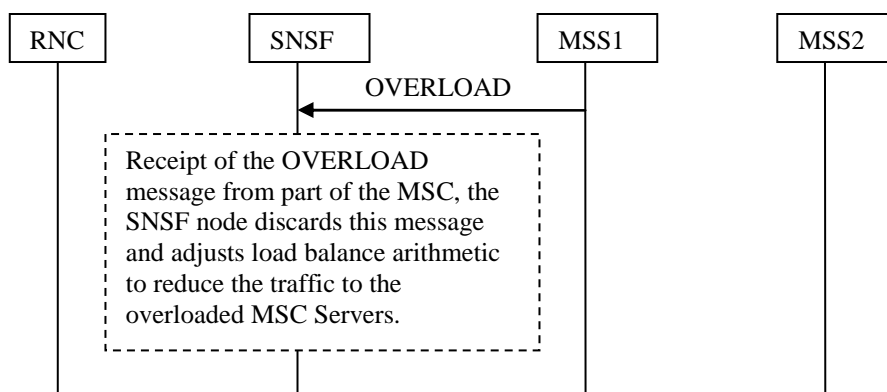 RNC SNSF MSS1 MSS2
OVERLOAD
Receipt of the OVERLOAD
message from part of the MSC, the
SNSF node discards this message
and adjusts load balance arithmetic
to reduce the traffic to the
overloaded MSC Servers.